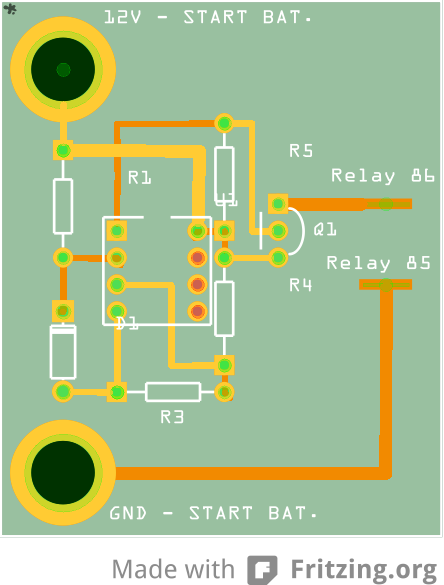 12V - START BAT.
R5
Relay 86
R1
U1
Q1
Relay 85
R4
D1
R3
GND - START BAT.
Made with Fritzing.org